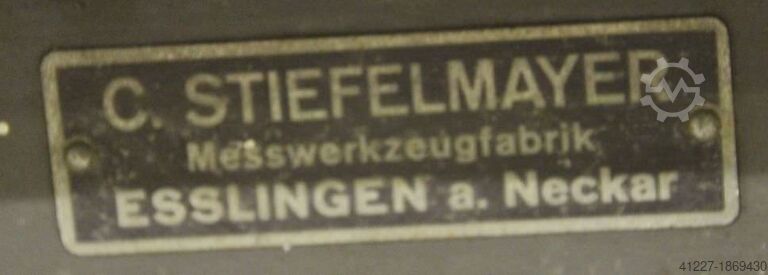 C. STIEFELMAYER
Messwerkzeugfabrik
ESSLINGEN a. Neckar
41227-1869430